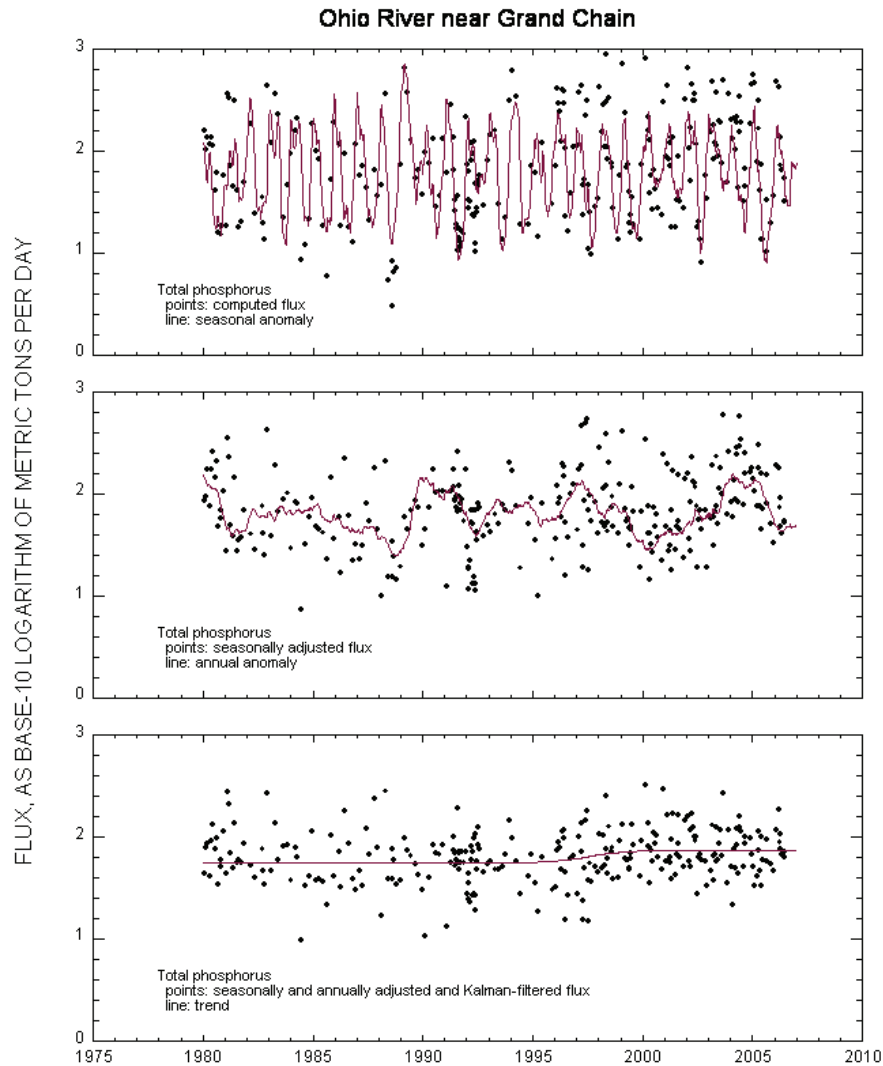 Ohio River near Grand Chain
FLUX, AS BASE-10 LOGARITHM OF METRIC TONS PER DAY
3
2
1
0
Total phosphorus
points: computed flux
line: seasonal anomaly
3
2
1
0
Total phosphorus
points: seasonally adjusted flux
line: annual anomaly
3
2
1
0
Total phosphorus
points: seasonally and annually adjusted and Kalman-filtered flux
line: trend
1975 1980 1985 1990 1995 2000 2005 2010